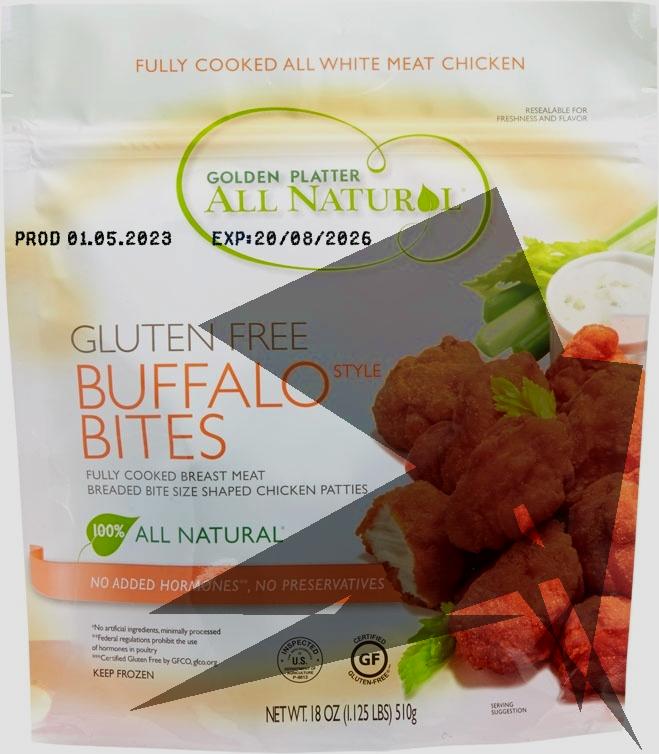 FULLY COOKED ALL WHITE MEAT CHICKEN
RESEALABLE FOR
FRESHNESS AND FLAVOR
GOLDEN PLATTER
ALL NATURAL
PROD 01.05.2023 EXP:20/08/2026
GLUTEN FREE
BUFFALO STYLE
BITES
FULLY COOKED BREAST MEAT
BREADED BITE SIZE SHAPED CHICKEN PATTIES
100% ALL NATURAL*
NO ADDED HORMONES**, NO PRESERVATIVES
*No artificial ingredients, minimally processed
**Federal regulations prohibit the use
of hormones in poultry
***Certified Gluten Free by GFCO, gfco.org
KEEP FROZEN
INSPECTED
U.S.
DEPARTMENT OF
AGRICULTURE
CERTIFIED
GF
GLUTEN-FREE
SERVING
SUGGESTION
NET WT. 18 OZ (1.125 LBS) 510g